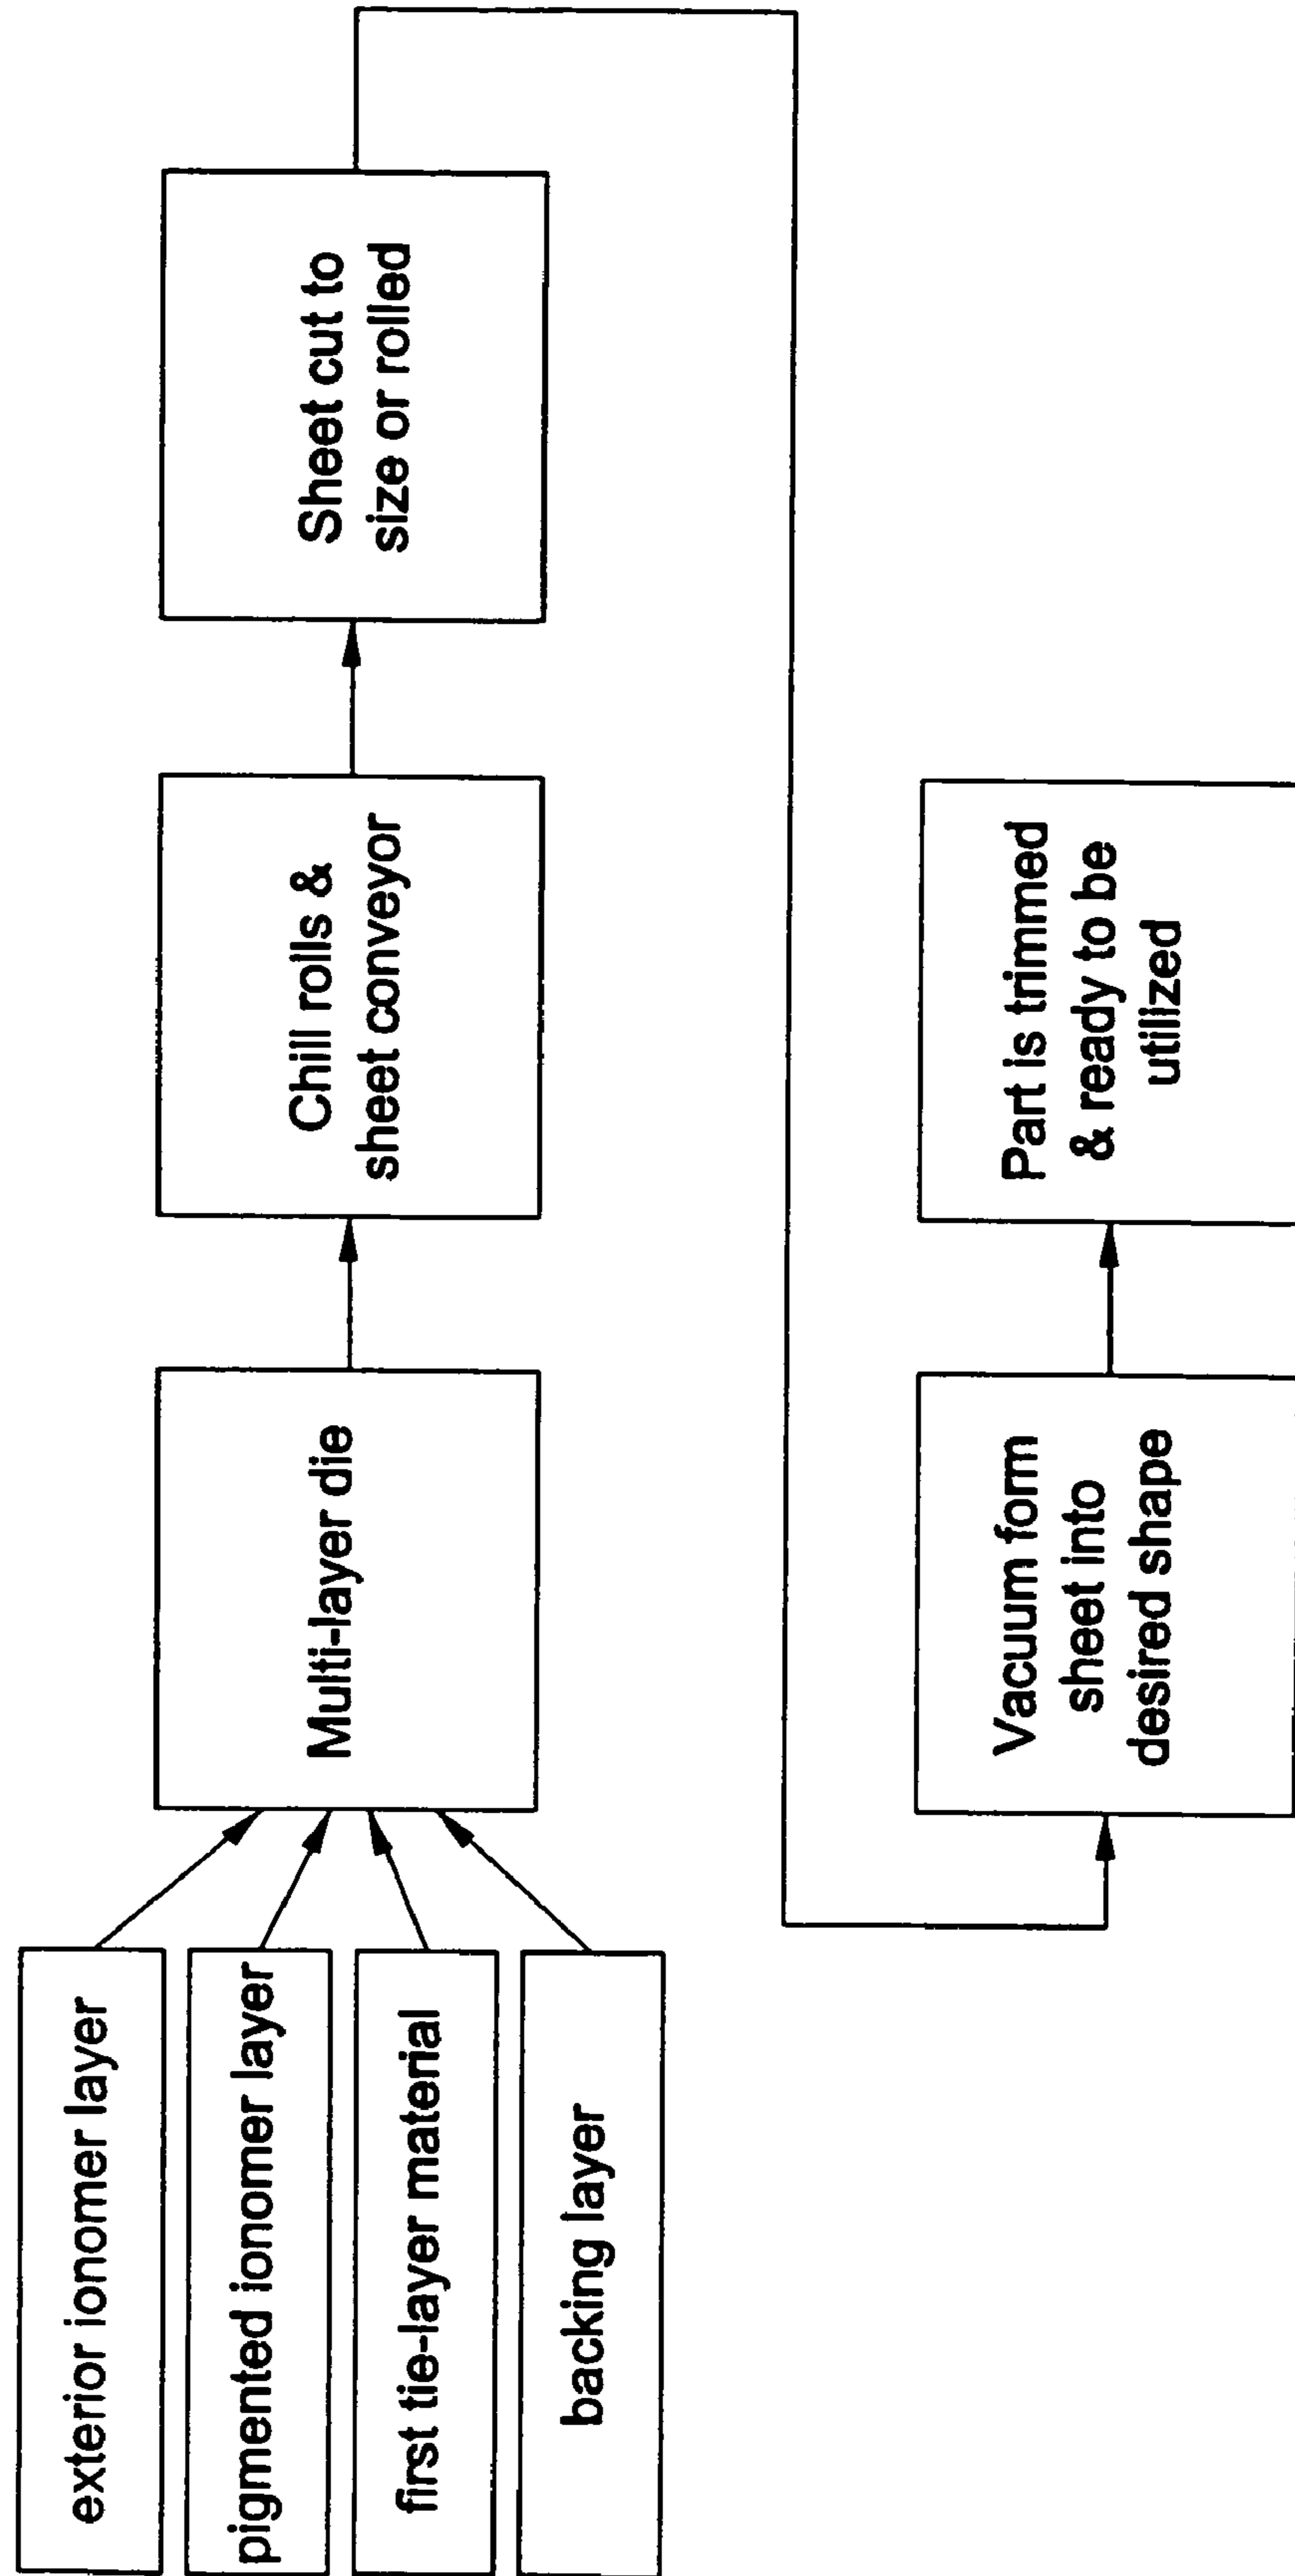 exterior ionomer layer
pigmented ionomer layer
first tie-layer material
backing layer
Multi-layer die
Chill rolls &
sheet conveyor
Sheet cut to
size or rolled
Vacuum form
sheet into
desired shape
Part is trimmed
& ready to be
utilized